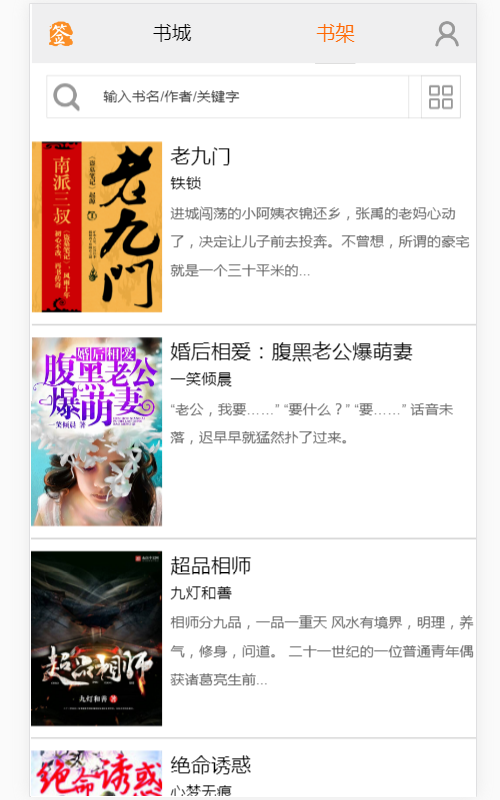 签
书城
书架
输入书名/作者/关键字
南派三叔
老九门
老九门
铁锁
进城闯荡的小阿姨衣锦还乡，张禹的老妈心动
了，决定让儿子前去投奔。不曾想，所谓的豪宅
就是一个三十平米的...
婚后相爱
腹黑老公
爆萌妻
一笑倾晨 著
婚后相爱：腹黑老公爆萌妻
一笑倾晨
“老公，我要……” “要什么？” “要……” 话音未
落，迟早早就猛然扑了过来。
超品相师
九灯和善 著
超品相师
九灯和善
相师分九品，一品一重天 风水有境界，明理，养
气，修身，问道。 二十一世纪的一位普通青年偶
获诸葛亮生前...
绝命诱惑
绝命诱惑
心梦无痕